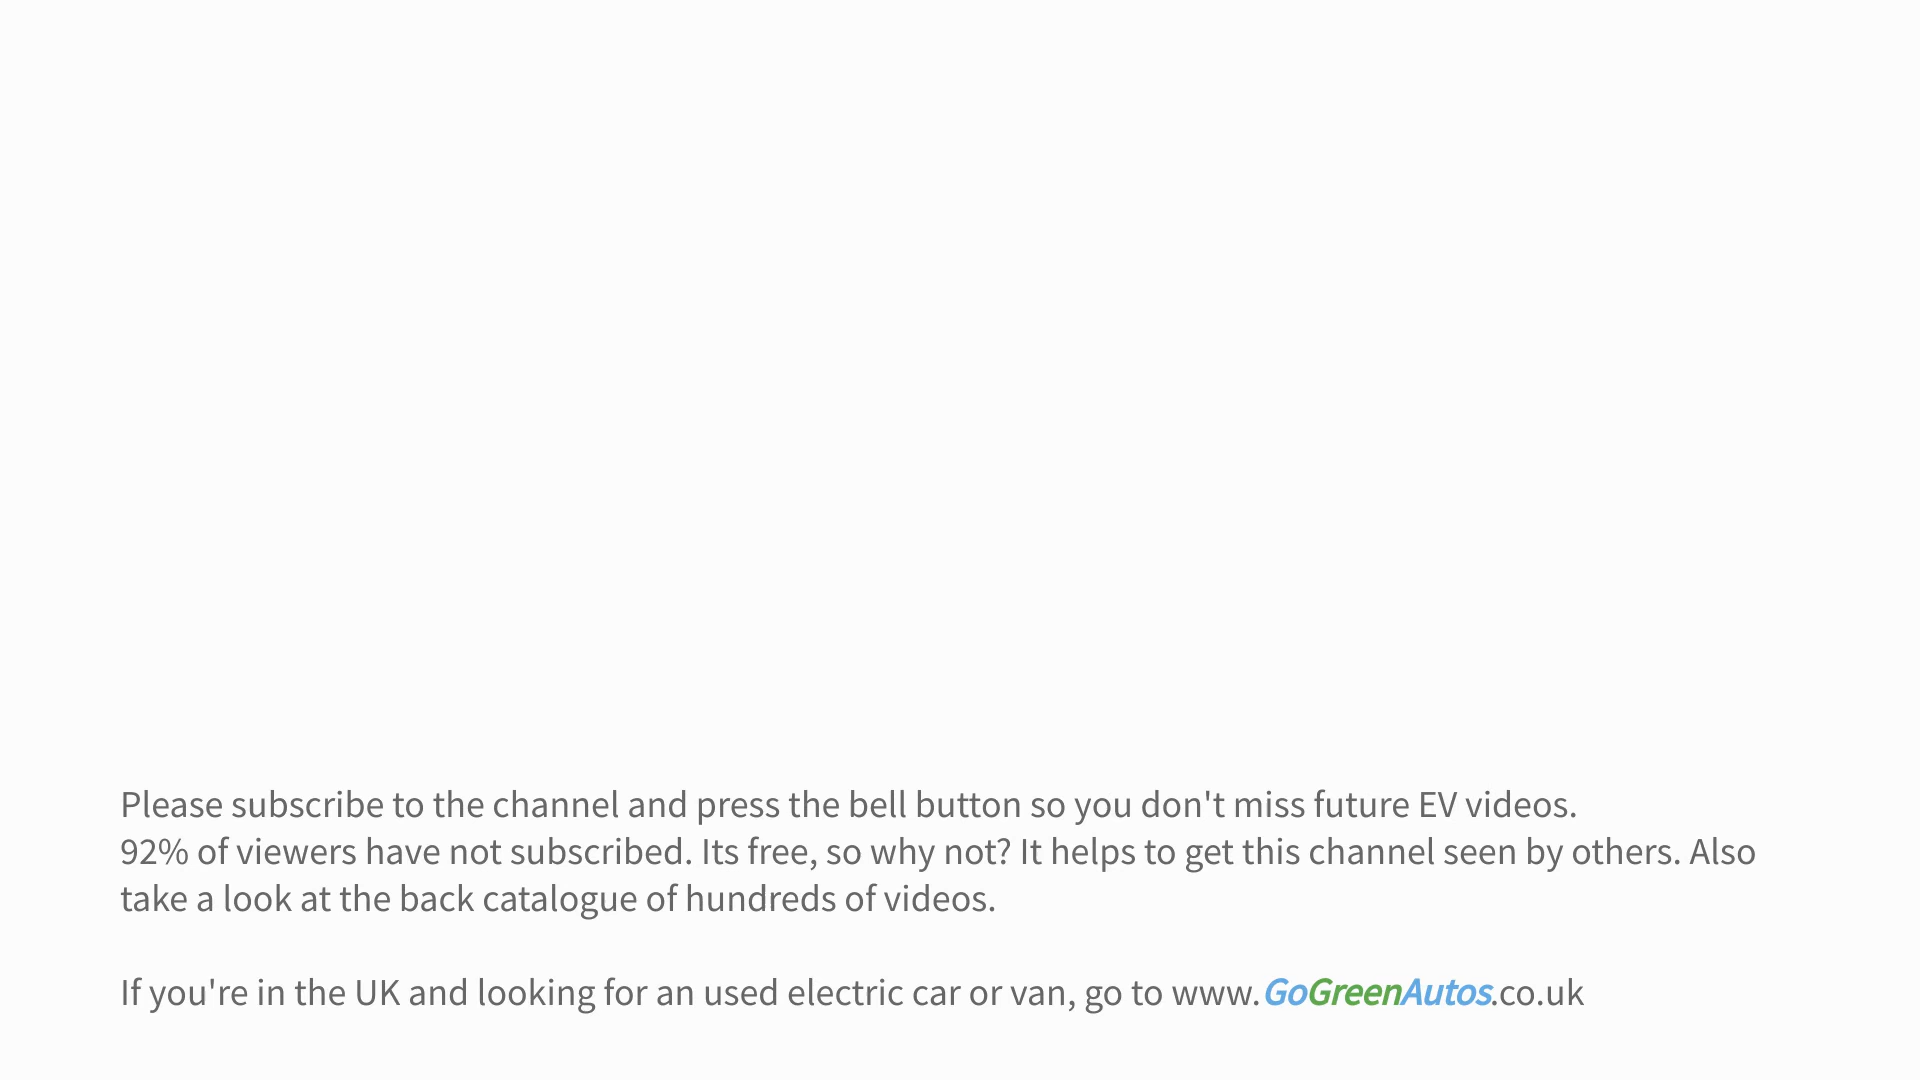 Please subscribe to the channel and press the bell button so you don't miss future EV videos.
92% of viewers have not subscribed. Its free, so why not? It helps to get this channel seen by others. Also
take a look at the back catalogue of hundreds of videos.
If you're in the UK and looking for an used electric car or van, go to www.GoGreenAutos.co.uk